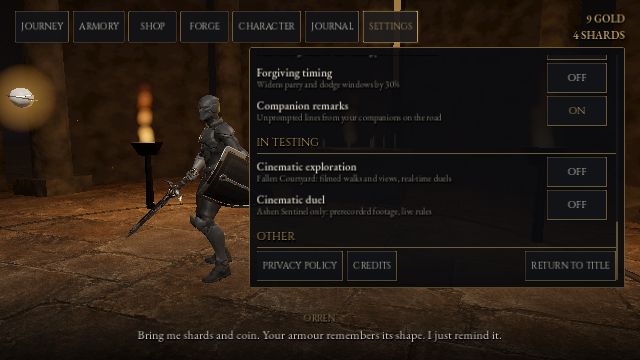 JOURNEY
ARMORY
SHOP
FORGE
CHARACTER
JOURNAL
SETTINGS
9 GOLD
4 SHARDS
Forgiving timing
Widens parry and dodge windows by 30%
OFF
Companion remarks
Unprompted lines from your companions on the road
ON
IN TESTING
Cinematic exploration
Fallen Courtyard: filmed walks and views, real-time duels
OFF
Cinematic duel
Ashen Sentinel only: prerecorded footage, live rules
OFF
OTHER
PRIVACY POLICY
CREDITS
RETURN TO TITLE
ORREN
Bring me shards and coin. Your armour remembers its shape. I just remind it.